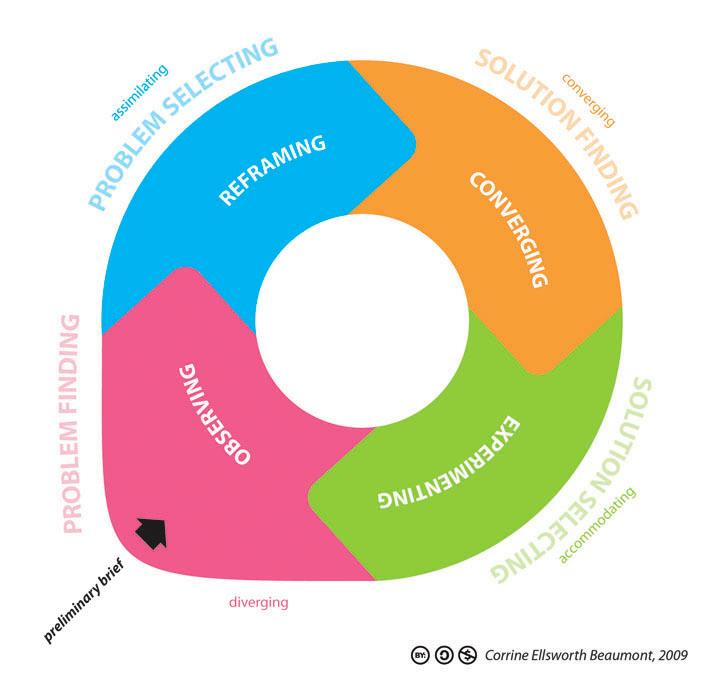 PROBLEM SELECTING
assimilating
REFRAMING
SOLUTION FINDING
converging
CONVERGING
PROBLEM FINDING
OBSERVING
EXPERIMENTING
SOLUTION SELECTING
accommodating
preliminary brief
diverging
BY: $ Corrine Ellsworth Beaumont, 2009